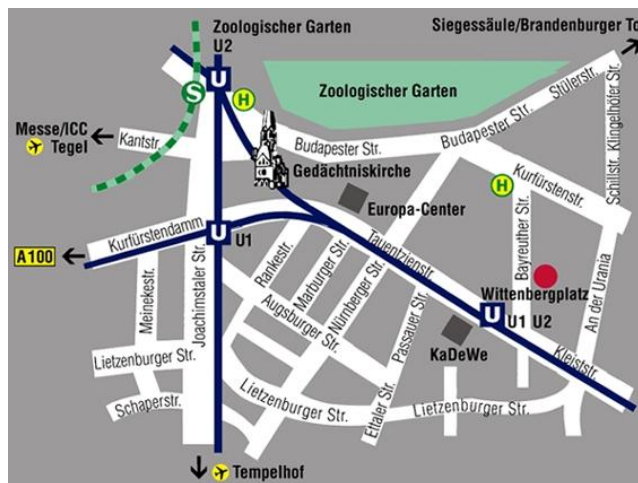 Zoologischer Garten
U2
Siegessäule/Brandenburger To
U
H
S
Zoologischer Garten
Stülerstr.
Klingelhöfer Str.
Schillstr.
Messe/ICC
Tegel
Kantstr.
Budapester Str.
Budapester Str.
Gedächtniskirche
H
Kurfürstenstr.
Europa-Center
Bayreuther Str.
Kurfürstendamm
U
U1
A100
Tauentzienstr.
Rankestr.
Marburger Str.
Nürnberger Str.
Meinekestr.
Joachimstaler Str.
Augsburger Str.
Passauer Str.
An der Urania
Wittenbergplatz
U
U1 U2
KaDeWe
Kleiststr.
Lietzenburger Str.
Schaperstr.
Lietzenburger Str.
Ettaler Str.
Lietzenburger Str.
Tempelhof